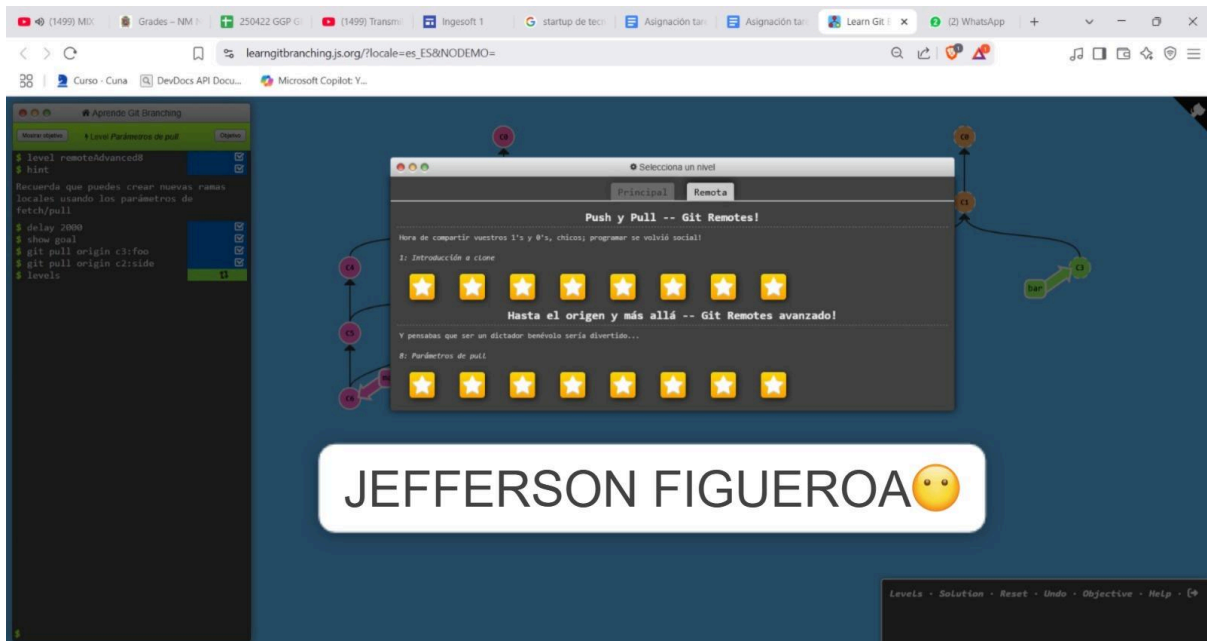 (1499) MIX
Grades – NM
250422 GGP G
(1499) Transmi
Ingesoft 1
startup de tecn
Asignación tar
Asignación tar
Learn Git
(2) WhatsApp
learngitbranching.js.org/?locale=es_ES&NODEMO=
Curso - Cuna
DevDocs API Docu...
Microsoft Copilot: Y...
Aprende Git Branching
Mostrar objetivo
Level Parámetros de pull
Objetivo
$ level remoteAdvanced8
$ hint
Recuerda que puedes crear nuevas ramas
locales usando los parámetros de
fetch/pull
$ delay 2000
$ show goal
$ git pull origin c3:foo
$ git pull origin c2:side
$ levels
$
Selecciona un nivel
Principal
Remota
Push y Pull -- Git Remotes!
Hora de compartir vuestros 1's y 0's, chicos; programar se volvió social!
1: Introducción a clone
Hasta el origen y más allá -- Git Remotes avanzado!
Y pensabas que ser un dictador benévolo sería divertido...
8: Parámetros de pull
C0
C4
C5
C6
C0
C1
bar
JEFFERSON FIGUEROA😶
Levels · Solution · Reset · Undo · Objective · Help ·